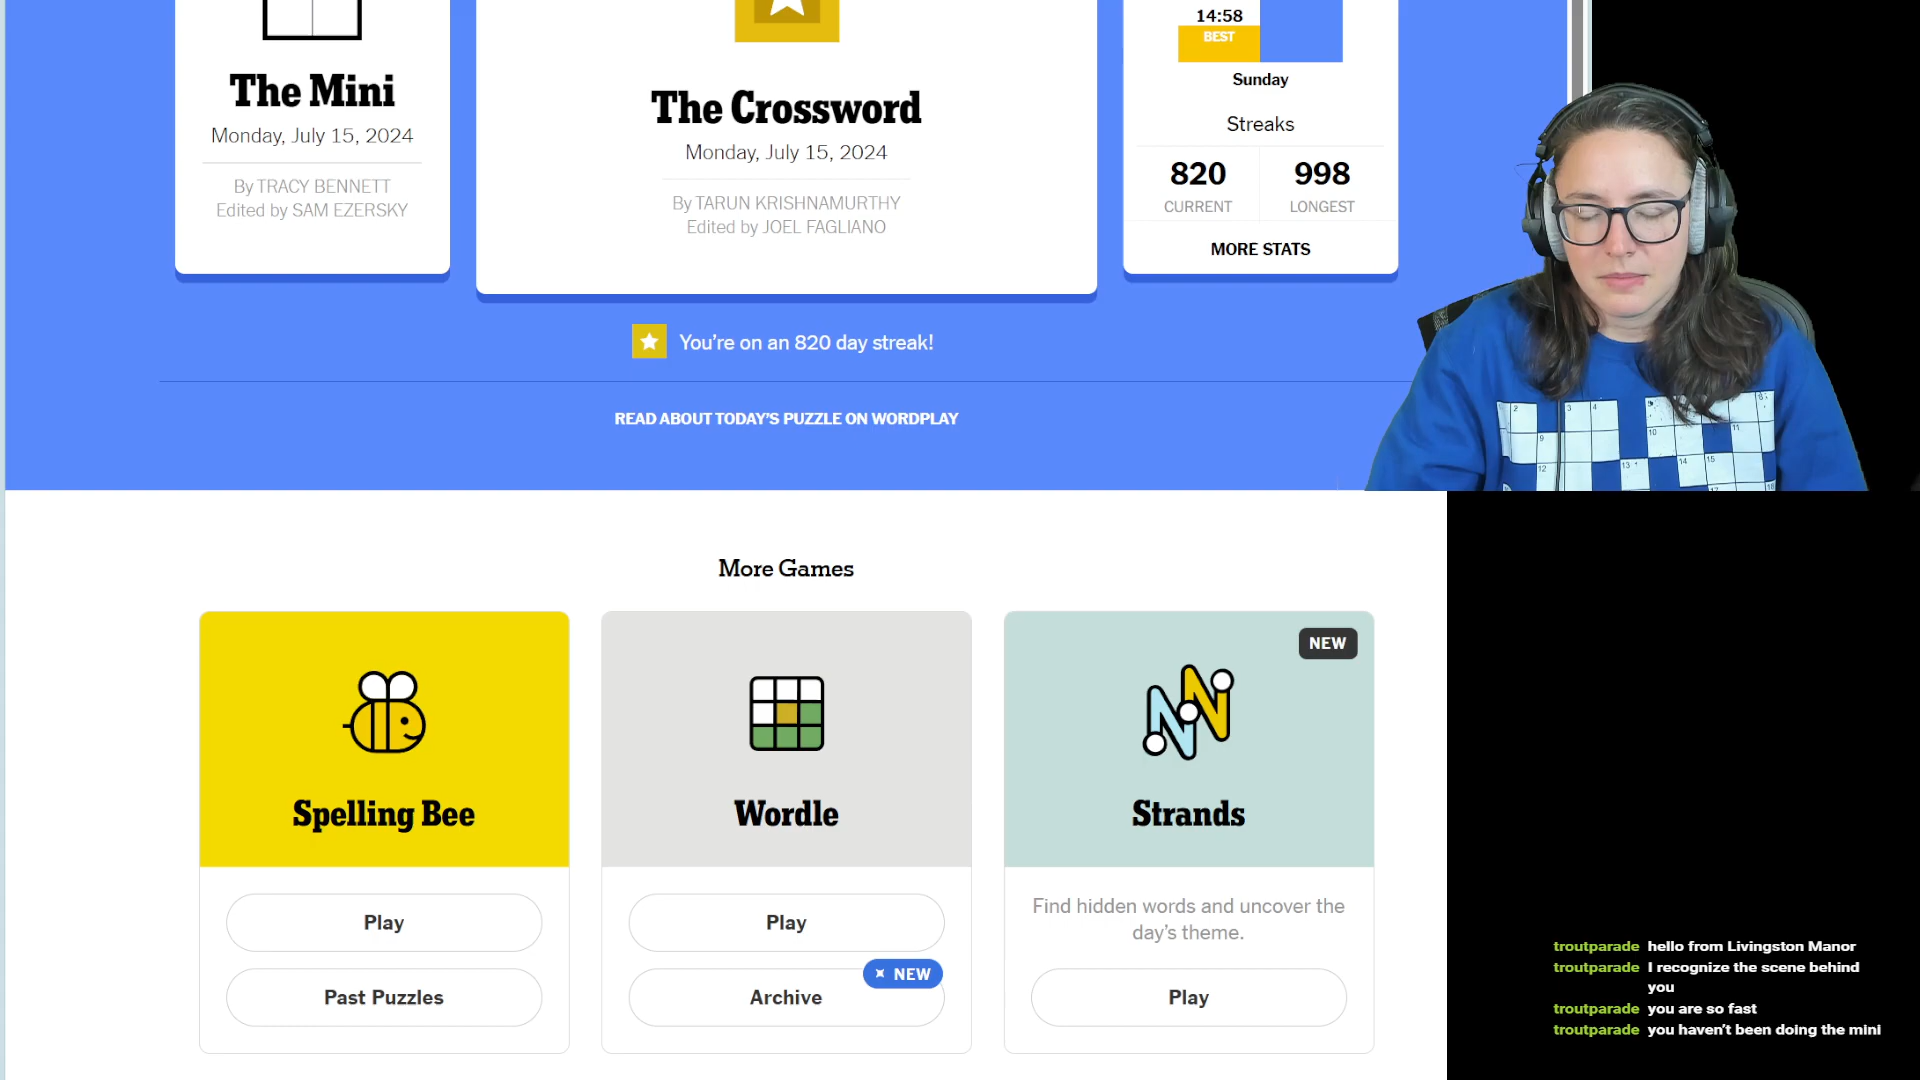 The Mini
Monday, July 15, 2024
By TRACY BENNETT
Edited by SAM EZERSKY
The Crossword
Monday, July 15, 2024
By TARUN KRISHNAMURTHY
Edited by JOEL FAGLIANO
14:58
BEST
Sunday
Streaks
820
CURRENT
998
LONGEST
MORE STATS
You’re on an 820 day streak!
READ ABOUT TODAY’S PUZZLE ON WORDPLAY
More Games
Spelling Bee
Play
Past Puzzles
Wordle
Play
NEW
Archive
NEW
Strands
Find hidden words and uncover the
day’s theme.
Play
troutparade hello from Livingston Manor
troutparade I recognize the scene behind
you
troutparade you are so fast
troutparade you haven’t been doing the mini